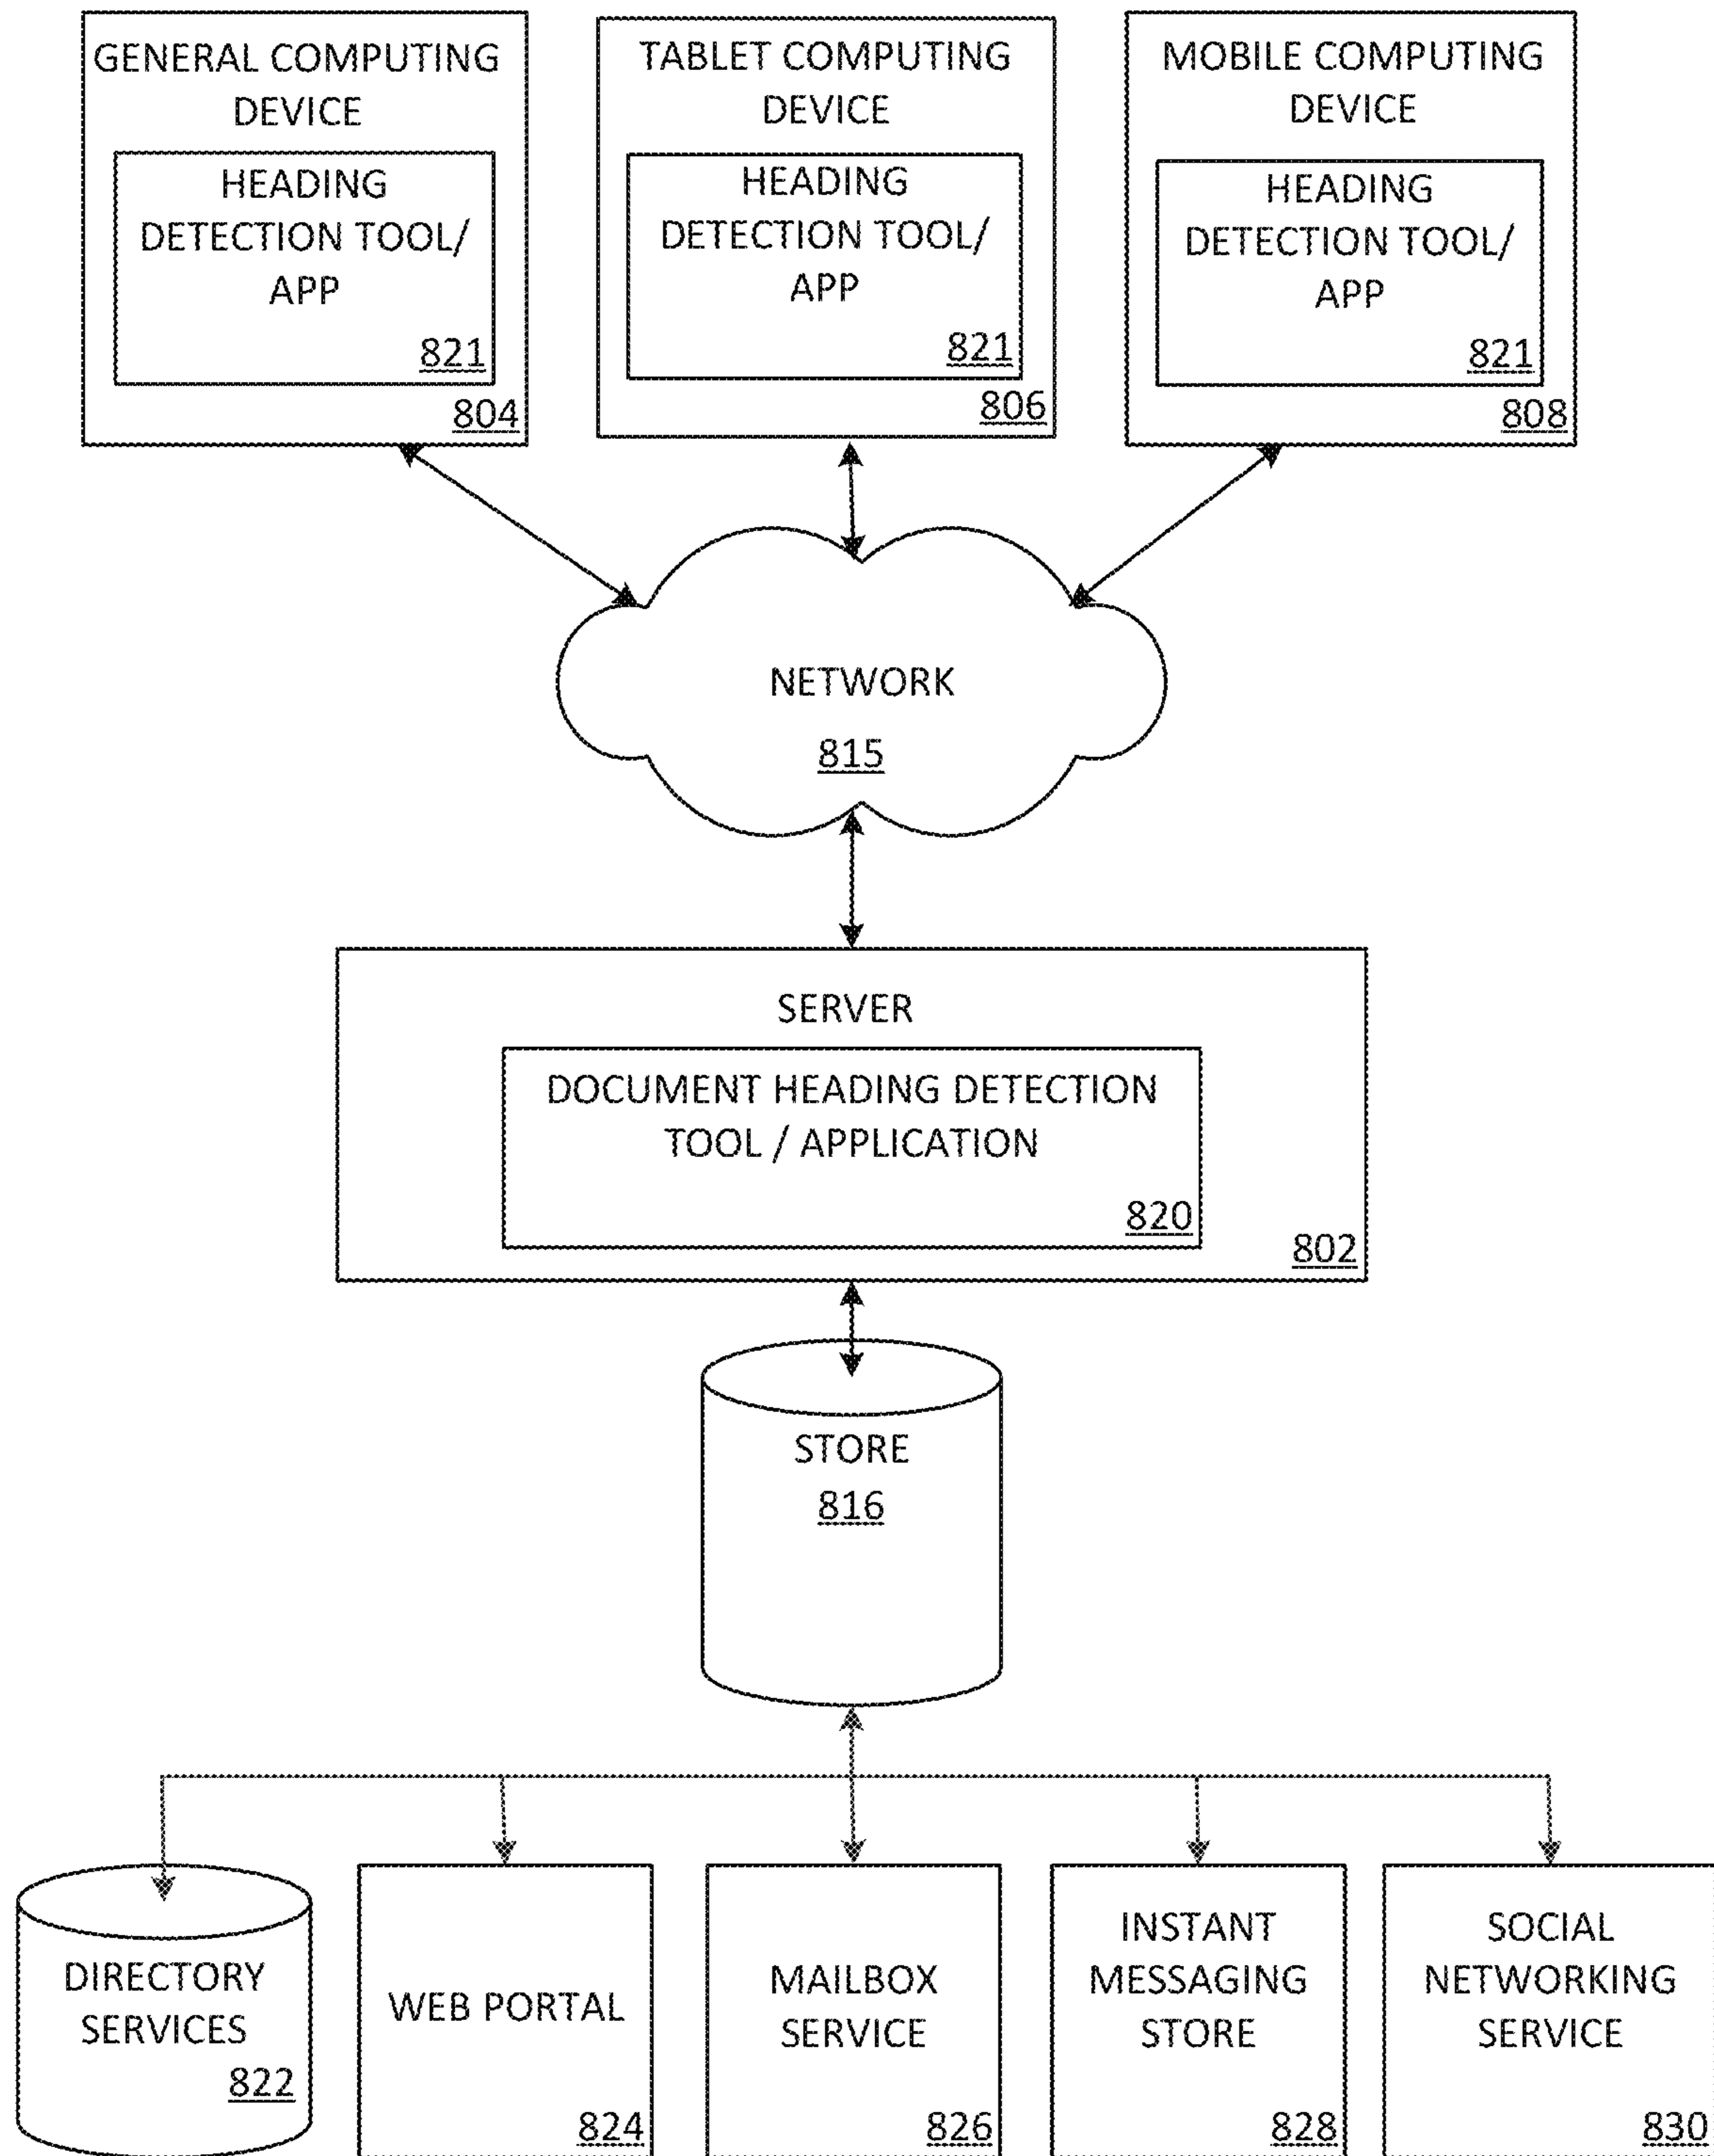 GENERAL COMPUTING
DEVICE
HEADING
DETECTION TOOL/
APP
821
804
TABLET COMPUTING
DEVICE
HEADING
DETECTION TOOL/
APP
821
806
MOBILE COMPUTING
DEVICE
HEADING
DETECTION TOOL/
APP
821
808
NETWORK
815
SERVER
DOCUMENT HEADING DETECTION
TOOL / APPLICATION
820
802
STORE
816
DIRECTORY
SERVICES
822
WEB PORTAL
824
MAILBOX
SERVICE
826
INSTANT
MESSAGING
STORE
828
SOCIAL
NETWORKING
SERVICE
830